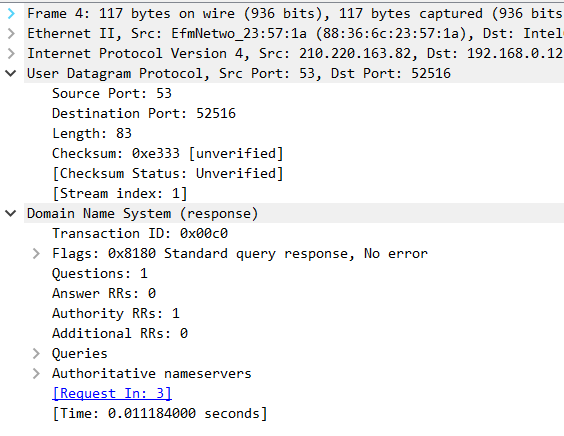 Frame 4: 117 bytes on wire (936 bits), 117 bytes captured (936 bits
Ethernet II, Src: EfmNetwo_23:57:1a (88:36:6c:23:57:1a), Dst: Intel
Internet Protocol Version 4, Src: 210.220.163.82, Dst: 192.168.0.12
User Datagram Protocol, Src Port: 53, Dst Port: 52516
Source Port: 53
Destination Port: 52516
Length: 83
Checksum: 0xe333 [unverified]
[Checksum Status: Unverified]
[Stream index: 1]
Domain Name System (response)
Transaction ID: 0x00c0
Flags: 0x8180 Standard query response, No error
Questions: 1
Answer RRs: 0
Authority RRs: 1
Additional RRs: 0
Queries
Authoritative nameservers
[Request In: 3]
[Time: 0.011184000 seconds]